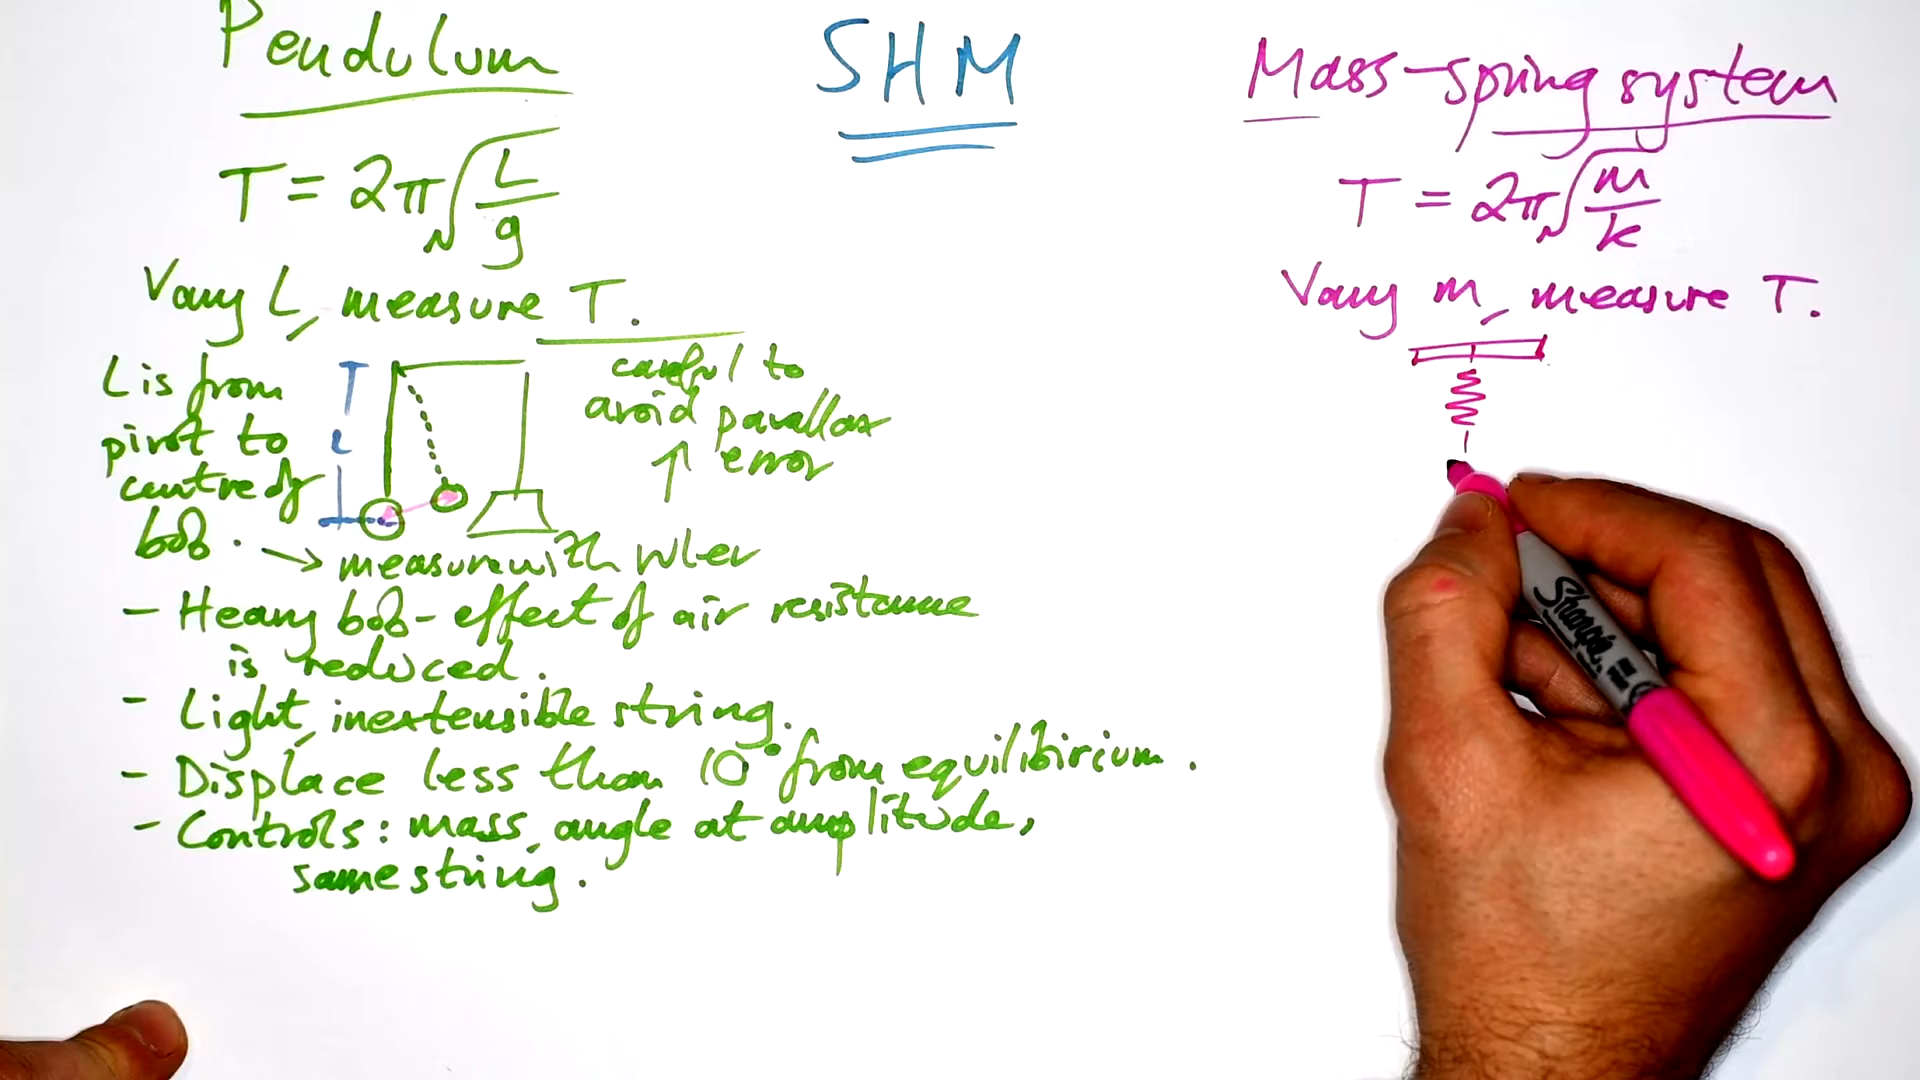 Pendulum
T = 2π√(L/g)
Vary L, measure T.
L is from
pivot to
centre of
bob.
L
careful to
avoid parallax
error
→ measure with ruler
- Heavy bob - effect of air resistance
is reduced.
- Light, inextensible string.
- Displace less than 10° from equilibirium.
- Controls: mass, angle at amplitude,
same string.
SHM
Mass-spring system
T = 2π√(m/k)
Vary m, measure T.
Sharpie